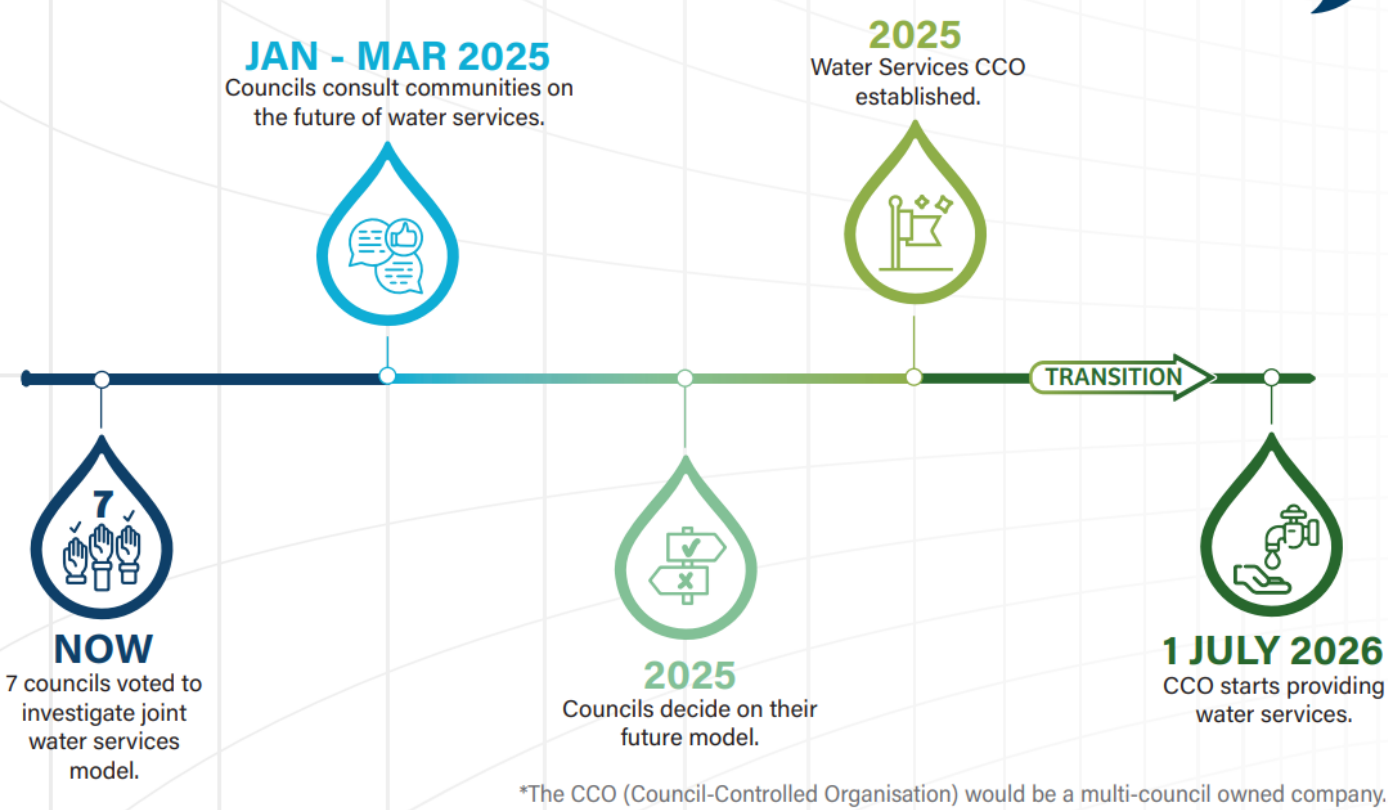 JAN - MAR 2025
Councils consult communities on
the future of water services.
2025
Water Services CCO
established.
TRANSITION
7
NOW
7 councils voted to
investigate joint
water services
model.
2025
Councils decide on their
future model.
1 JULY 2026
CCO starts providing
water services.
*The CCO (Council-Controlled Organisation) would be a multi-council owned company.